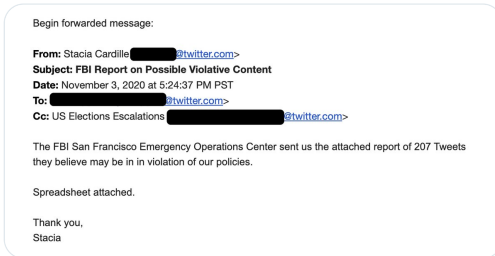 Begin forwarded message:
From: Stacia Cardille @twitter.com>
Subject: FBI Report on Possible Violative Content
Date: November 3, 2020 at 5:24:37 PM PST
To: @twitter.com>
Cc: US Elections Escalations @twitter.com>
The FBI San Francisco Emergency Operations Center sent us the attached report of 207 Tweets
they believe may be in in violation of our policies.
Spreadsheet attached.
Thank you,
Stacia